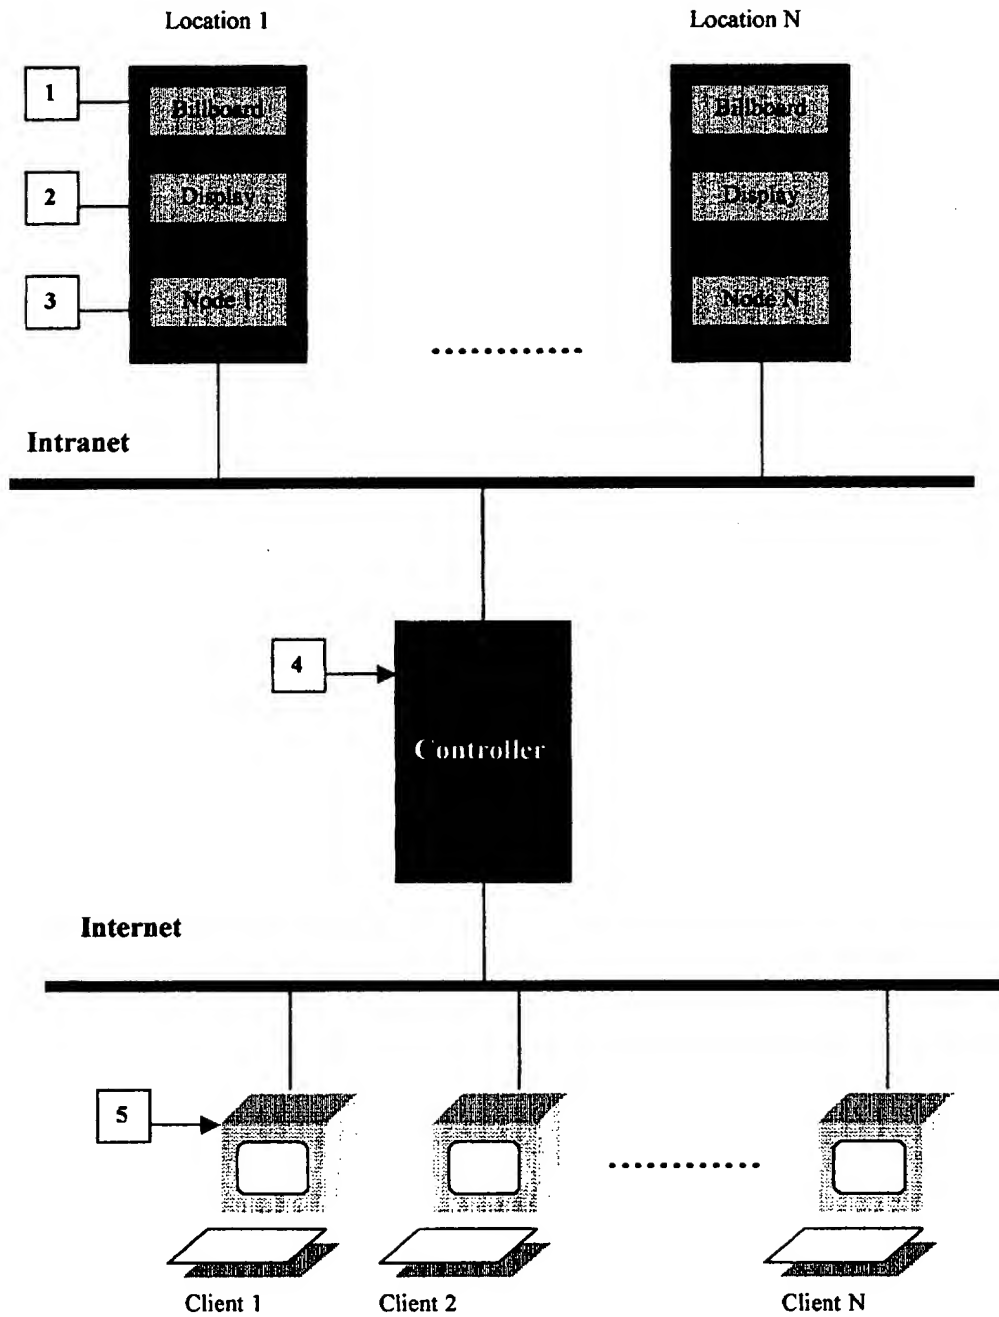 Location 1
Location N
1
Billboard
Billboard
2
Display
Display
3
Node 1
Node N
Intranet
4
Controller
Internet
5
Client 1
Client 2
Client N